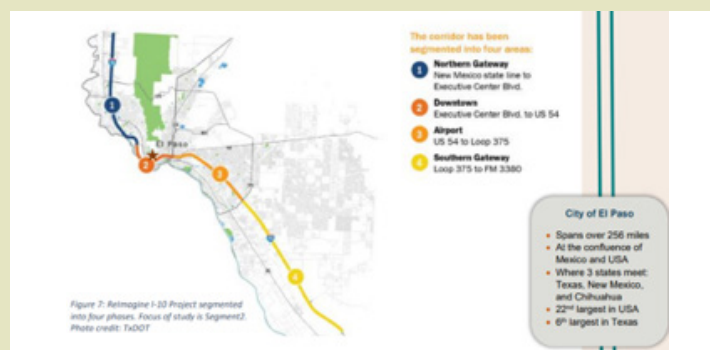 The corridor has been
segmented into four areas:
1
Northern Gateway
New Mexico state line to
Executive Center Blvd.
2
Downtown
Executive Center Blvd. to US 54
3
Airport
US 54 to Loop 375
4
Southern Gateway
Loop 375 to FM 3380
1
El Paso
2
3
4
Figure 7: ReImagine I-10 Project segmented
into four phases. Focus of study is Segment2.
Photo credit: TxDOT
City of El Paso
• Spans over 256 miles
• At the confluence of
Mexico and USA
• Where 3 states meet:
Texas, New Mexico,
and Chihuahua
• 22nd largest in USA
• 6th largest in Texas